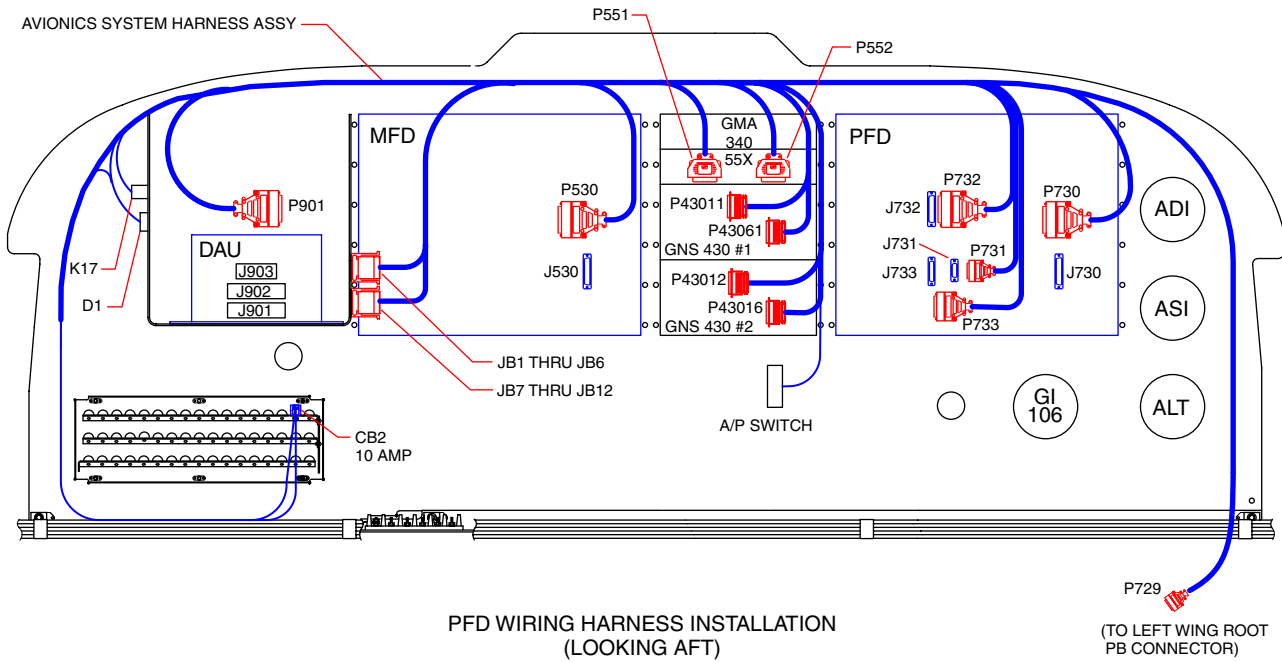 AVIONICS SYSTEM HARNESS ASSY
P551
P552
MFD
GMA
340
55X
PFD
P901
P530
P43011
P732
P730
J732
ADI
P43061
GNS 430 #1
J731
P731
K17
DAU
J903
J530
J733
J730
D1
J902
P43012
J901
P43016
GNS 430 #2
P733
ASI
JB1 THRU JB6
JB7 THRU JB12
A/P SWITCH
GI
106
ALT
CB2
10 AMP
P729
PFD WIRING HARNESS INSTALLATION
(LOOKING AFT)
(TO LEFT WING ROOT
PB CONNECTOR)